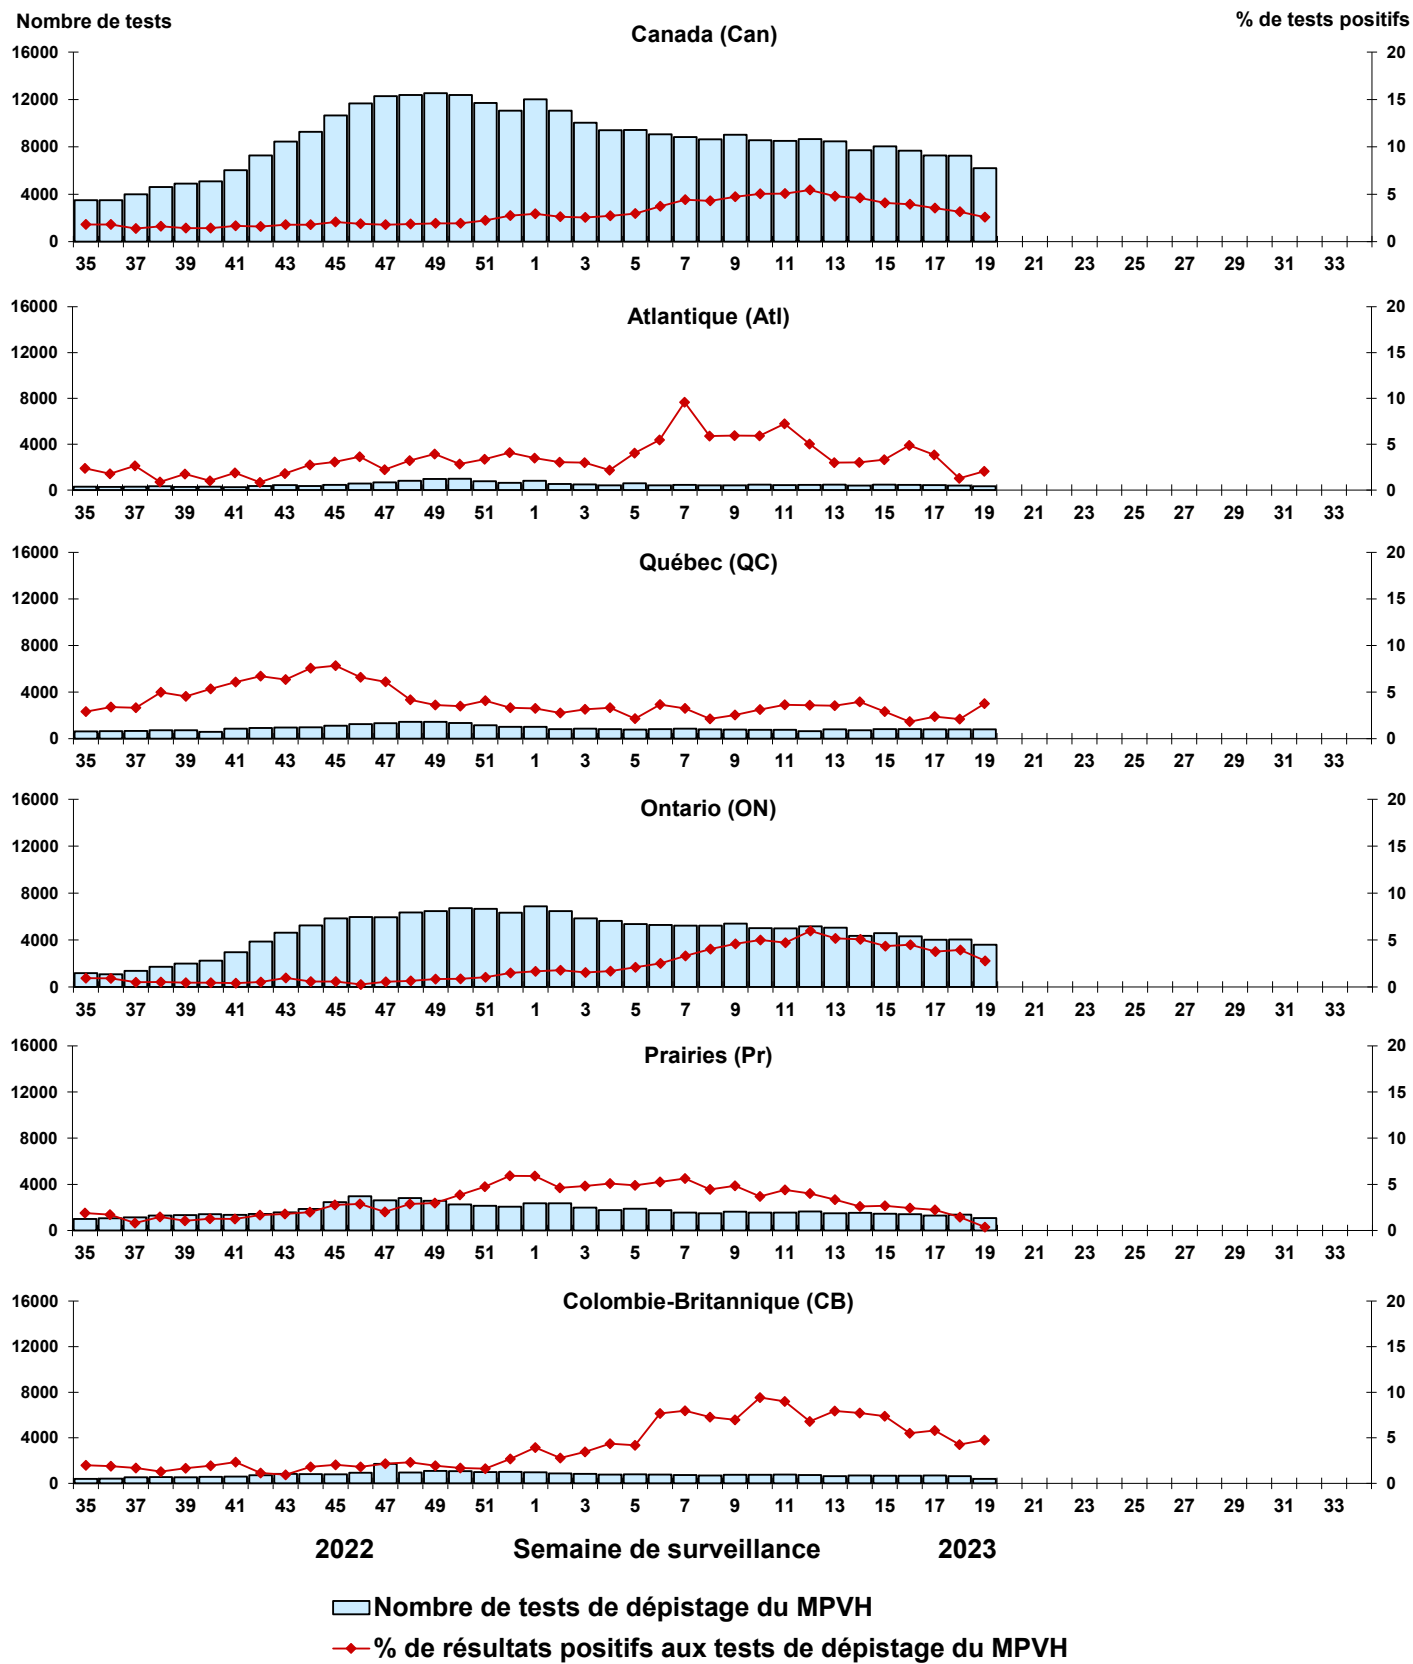 Nombre de tests
% de tests positifs
Canada (Can)
16000 20
12000 15
8000 10
4000 5
0 0
35 37 39 41 43 45 47 49 51 1 3 5 7 9 11 13 15 17 19 21 23 25 27 29 31 33
Atlantique (Atl)
16000 20
12000 15
8000 10
4000 5
0 0
35 37 39 41 43 45 47 49 51 1 3 5 7 9 11 13 15 17 19 21 23 25 27 29 31 33
Québec (QC)
16000 20
12000 15
8000 10
4000 5
0 0
35 37 39 41 43 45 47 49 51 1 3 5 7 9 11 13 15 17 19 21 23 25 27 29 31 33
Ontario (ON)
16000 20
12000 15
8000 10
4000 5
0 0
35 37 39 41 43 45 47 49 51 1 3 5 7 9 11 13 15 17 19 21 23 25 27 29 31 33
Prairies (Pr)
16000 20
12000 15
8000 10
4000 5
0 0
35 37 39 41 43 45 47 49 51 1 3 5 7 9 11 13 15 17 19 21 23 25 27 29 31 33
Colombie-Britannique (CB)
16000 20
12000 15
8000 10
4000 5
0 0
35 37 39 41 43 45 47 49 51 1 3 5 7 9 11 13 15 17 19 21 23 25 27 29 31 33
2022 Semaine de surveillance 2023
Nombre de tests de dépistage du MPVH
% de résultats positifs aux tests de dépistage du MPVH